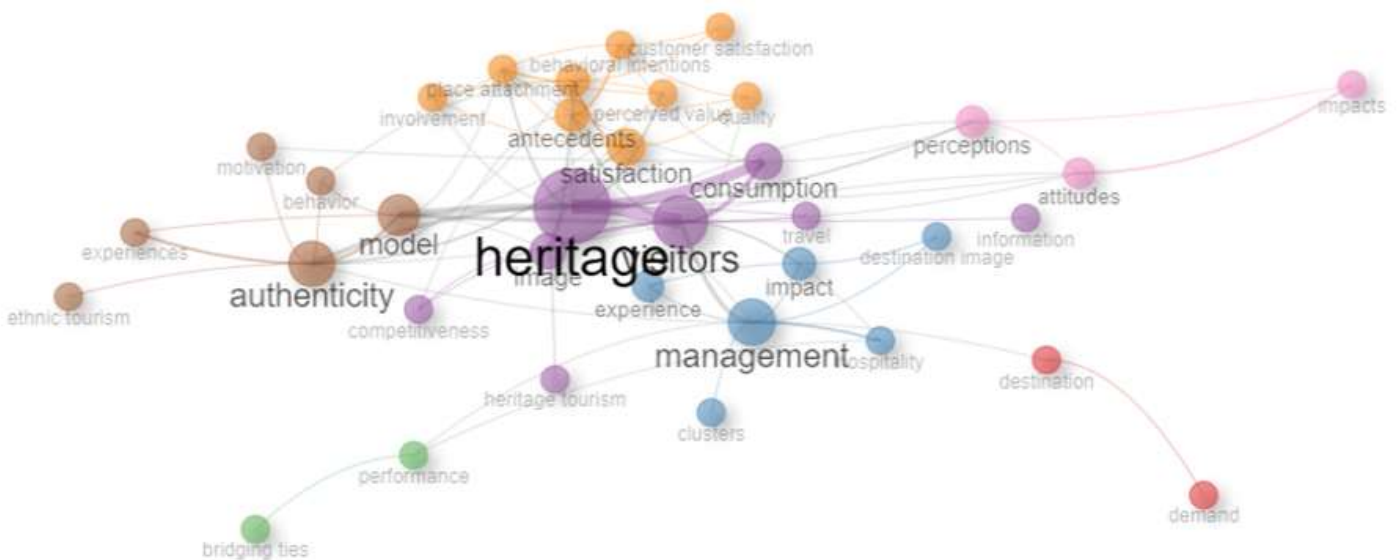 customer satisfaction
behavioral intentions
place attachment
perceived value
quality
involvement
antecedents
perceptions
impacts
motivation
satisfaction
consumption
behavior
attitudes
model
travel
information
experiences
heritage
visitors
destination image
image
impact
authenticity
experience
ethnic tourism
competitiveness
management
hospitality
destination
heritage tourism
clusters
performance
demand
bridging ties